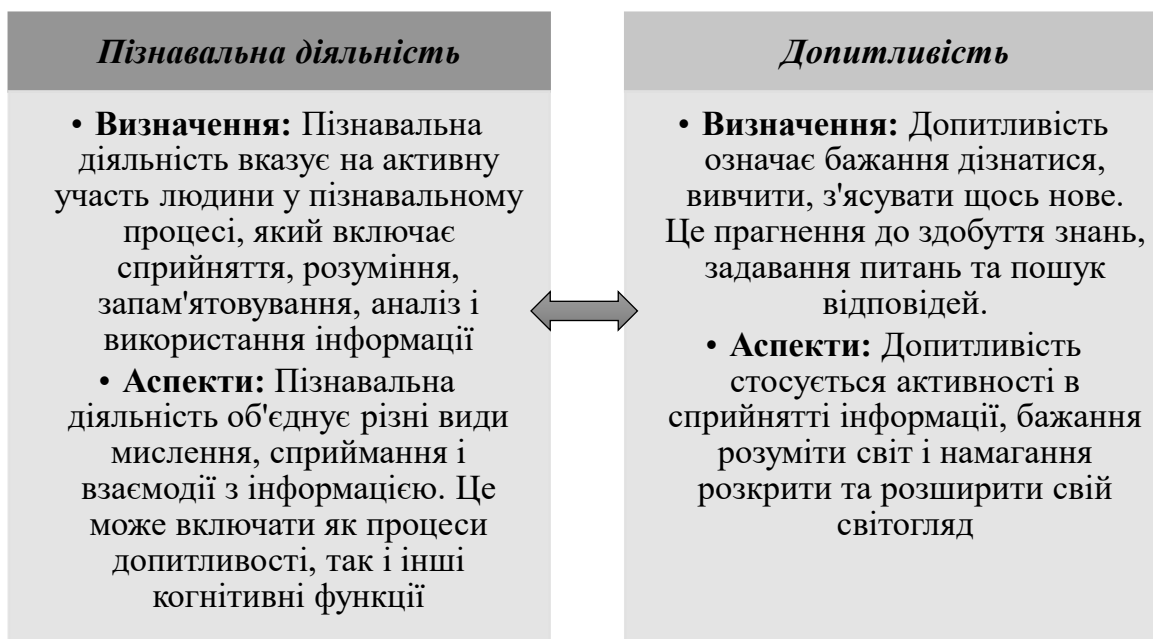 Пізнавальна діяльність
• Визначення: Пізнавальна
діяльність вказує на активну
участь людини у пізнавальному
процесі, який включає
сприйняття, розуміння,
запам'ятовування, аналіз і
використання інформації
• Аспекти: Пізнавальна
діяльність об'єднує різні види
мислення, сприймання і
взаємодії з інформацією. Це
може включати як процеси
допитливості, так і інші
когнітивні функції
Допитливість
• Визначення: Допитливість
означає бажання дізнатися,
вивчити, з'ясувати щось нове.
Це прагнення до здобуття знань,
задавання питань та пошук
відповідей.
• Аспекти: Допитливість
стосується активності в
сприйнятті інформації, бажання
розуміти світ і намагання
розкрити та розширити свій
світогляд